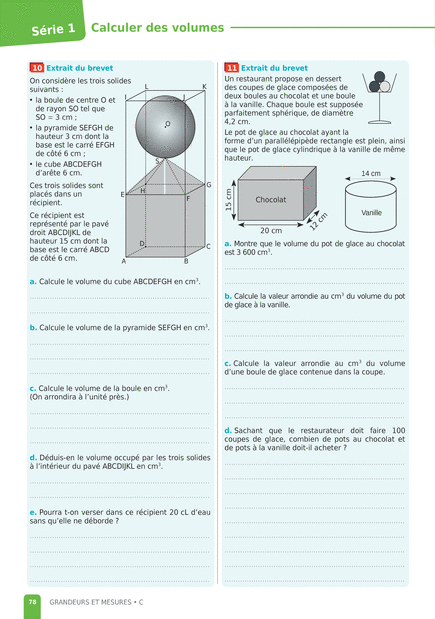 Série 1
Calculer des volumes
10 Extrait du brevet
On considère les trois solides
suivants :
• la boule de centre O et
de rayon SO tel que
SO = 3 cm ;
• la pyramide SEFGH de
hauteur 3 cm dont la
base est le carré EFGH
de côté 6 cm ;
• le cube ABCDEFGH
d'arête 6 cm.
Ces trois solides sont
placés dans un
récipient.
Ce récipient est
représenté par le pavé
droit ABCDIJKL de
hauteur 15 cm dont la
base est le carré ABCD
de côté 6 cm.
L
K
I
J
O
S
E
H
G
F
D
C
A
B
a. Calcule le volume du cube ABCDEFGH en cm³.
b. Calcule le volume de la pyramide SEFGH en cm³.
c. Calcule le volume de la boule en cm³.
(On arrondira à l'unité près.)
d. Déduis-en le volume occupé par les trois solides
à l'intérieur du pavé ABCDIJKL en cm³.
e. Pourra t-on verser dans ce récipient 20 cL d'eau
sans qu'elle ne déborde ?
11 Extrait du brevet
Un restaurant propose en dessert
des coupes de glace composées de
deux boules au chocolat et une boule
à la vanille. Chaque boule est supposée
parfaitement sphérique, de diamètre
4,2 cm.
Le pot de glace au chocolat ayant la
forme d'un parallélépipède rectangle est plein, ainsi
que le pot de glace cylindrique à la vanille de même
hauteur.
15 cm
Chocolat
20 cm
12 cm
14 cm
Vanille
a. Montre que le volume du pot de glace au chocolat
est 3 600 cm³.
b. Calcule la valeur arrondie au cm³ du volume du pot
de glace à la vanille.
c. Calcule la valeur arrondie au cm³ du volume
d'une boule de glace contenue dans la coupe.
d. Sachant que le restaurateur doit faire 100
coupes de glace, combien de pots au chocolat et
de pots à la vanille doit-il acheter ?
78 GRANDEURS ET MESURES • C